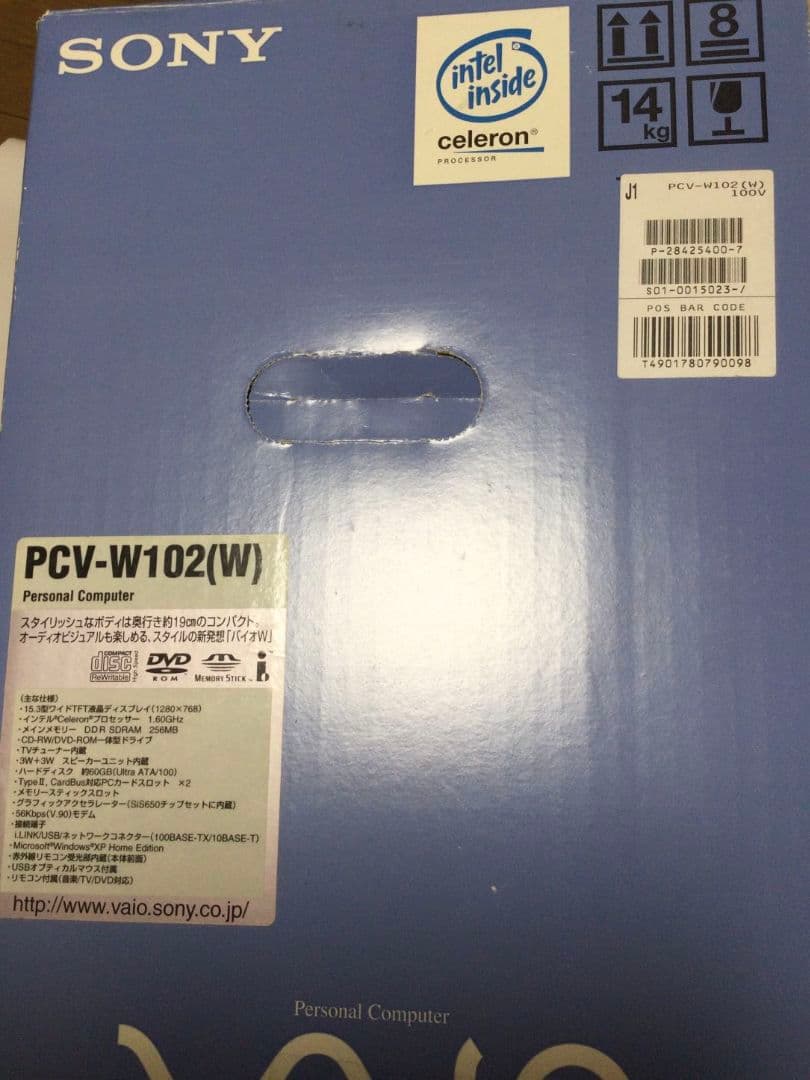 SONY
intel
inside
celeron®
PROCESSOR
8
14
kg
J1
PCV-W102(W)
100V
P-28425400-7
S01-0015023-/
POS BAR CODE
T4901780790098
PCV-W102(W)
Personal Computer
スタイリッシュなボディは奥行き約19cmのコンパクト。
オーディオビジュアルも楽しめる、スタイルの新発想「バイオW」
COMPACT
disc
ReWritable
High Speed
DVD
ROM
MEMORY STICK™
i
〈主な仕様〉
・15.3型ワイドTFT液晶ディスプレイ(1280×768)
・インテル®Celeron®プロセッサー 1.60GHz
・メインメモリー DDR SDRAM 256MB
・CD-RW/DVD-ROM一体型ドライブ
・TVチューナー内蔵
・3W+3W スピーカーユニット内蔵
・ハードディスク 約60GB(Ultra ATA/100)
・TypeⅡ, CardBus対応PCカードスロット ×2
・メモリースティックスロット
・グラフィックアクセラレーター(SiS650チップセットに内蔵)
・56Kbps(V.90)モデム
・接続端子
i.LINK/USB/ネットワークコネクター(100BASE-TX/10BASE-T)
・Microsoft®Windows®XP Home Edition
・赤外線リモコン受光部内蔵(本体前面)
・USBオプティカルマウス付属
・リモコン付属(音楽/TV/DVD対応)
http://www.vaio.sony.co.jp/
Personal Computer